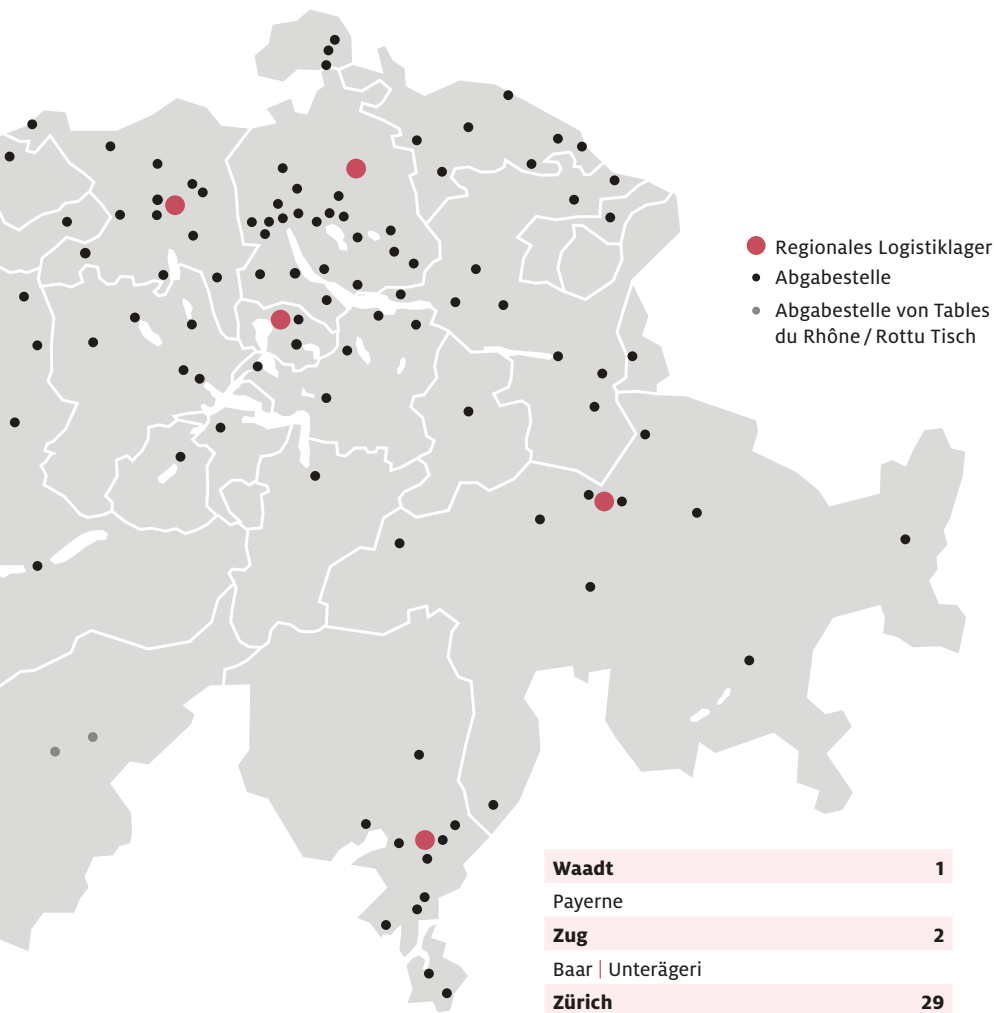 Regionales Logistiklager
Abgabestelle
Abgabestelle von Tables
du Rhône / Rottu Tisch
Waadt 1
Payerne
Zug 2
Baar | Unterägeri
Zürich 29